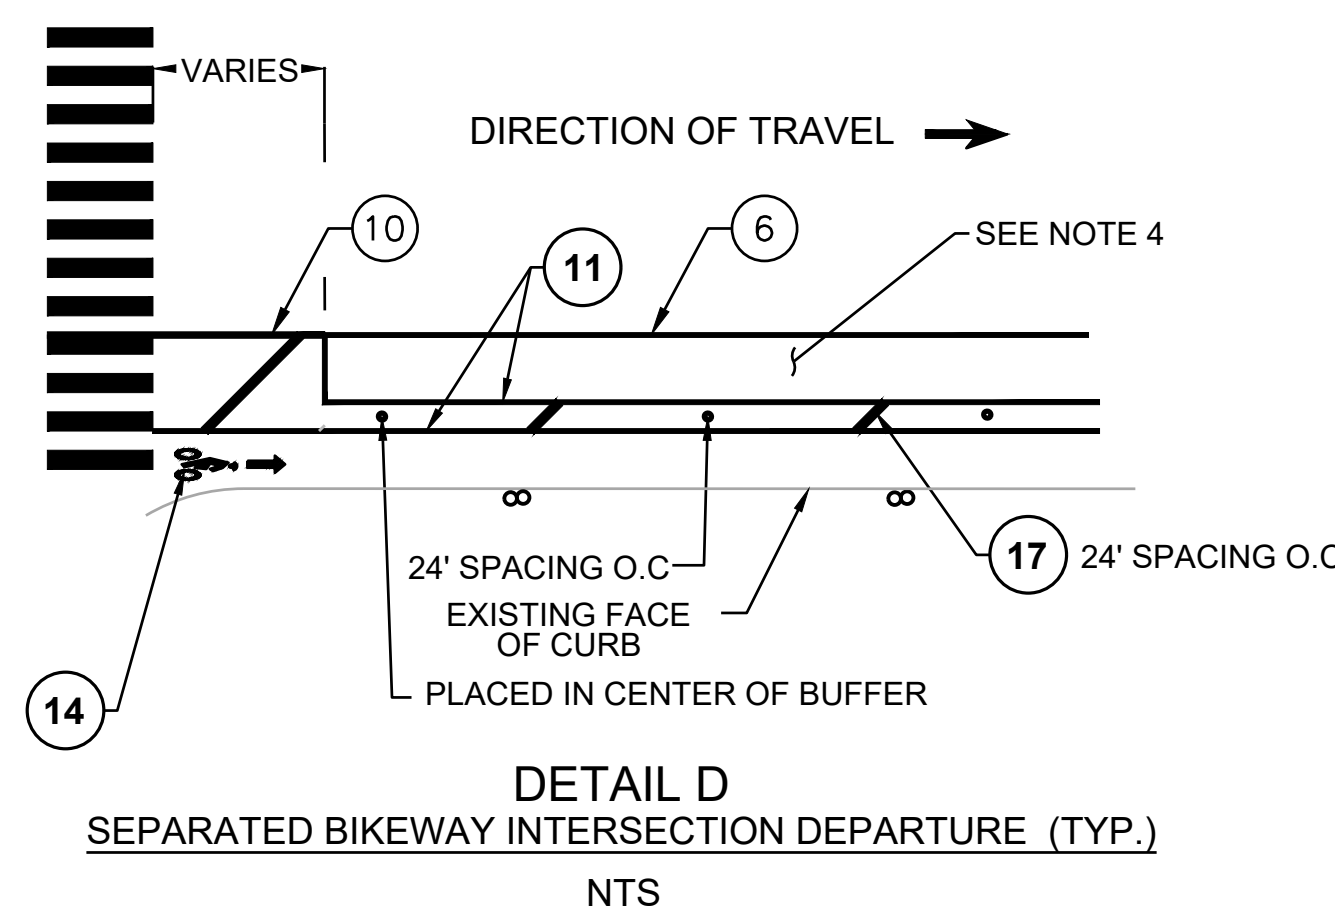 VARIES
DIRECTION OF TRAVEL
10
6
SEE NOTE 4
11
24' SPACING O.C
17 24' SPACING O.C
EXISTING FACE
OF CURB
PLACED IN CENTER OF BUFFER
14
DETAIL D
SEPARATED BIKEWAY INTERSECTION DEPARTURE (TYP.)
NTS